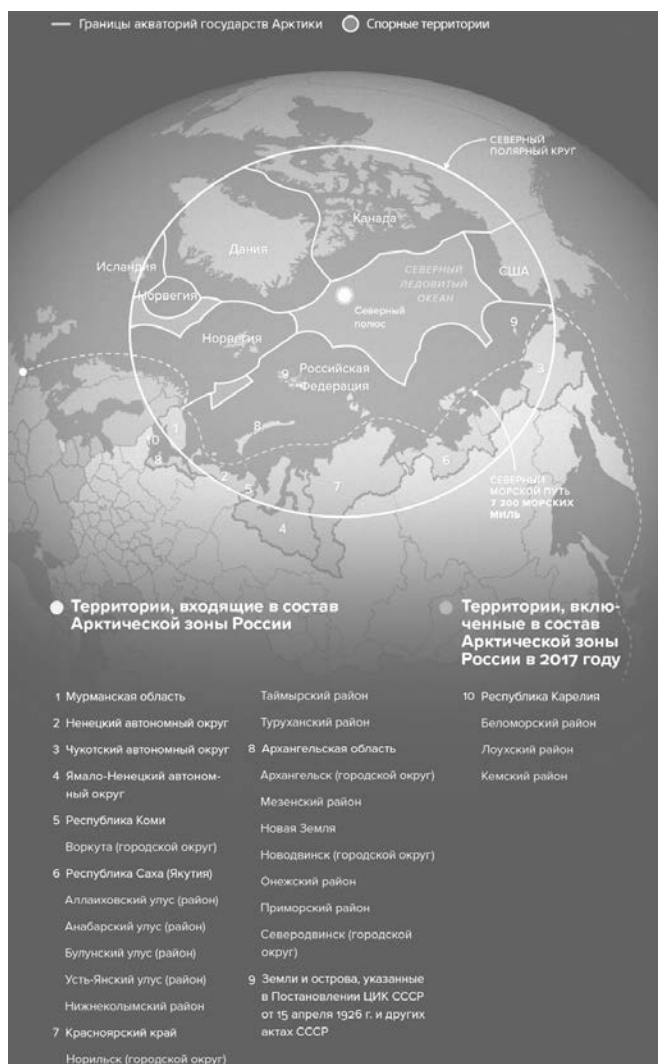 Границы акваторий государств Арктики
Спорные территории
СЕВЕРНЫЙ
ПОЛЯРНЫЙ КРУГ
Канада
Дания
Исландия
СЕВЕРНЫЙ
ЛЕДОВИТЫЙ
ОКЕАН
США
Норвегия
Северный
полюс
9
Норвегия
Российская
Федерация
9
3
1
8
10
8
2
5
7
6
4
СЕВЕРНЫЙ
МОРСКОЙ ПУТЬ
7 200 МОРСКИХ
МИЛЬ
Территории, входящие в состав
Арктической зоны России
1 Мурманская область
2 Ненецкий автономный округ
3 Чукотский автономный округ
4 Ямало-Ненецкий автоном-
ный округ
5 Республика Коми
Воркута (городской округ)
6 Республика Саха (Якутия)
Аллаиховский улус (район)
Анабарский улус (район)
Булунский улус (район)
Усть-Янский улус (район)
Нижнеколымский район
7 Красноярский край
Норильск (городской округ)
Таймырский район
Туруханский район
8 Архангельская область
Архангельск (городской округ)
Мезенский район
Новая Земля
Новодвинск (городской округ)
Онежский район
Приморский район
Северодвинск (городской
округ)
9 Земли и острова, указанные
в Постановлении ЦИК СССР
от 15 апреля 1926 г. и других
актах СССР
Территории, вклю-
ченные в состав
Арктической зоны
России в 2017 году
10 Республика Карелия
Беломорский район
Лоухский район
Кемский район